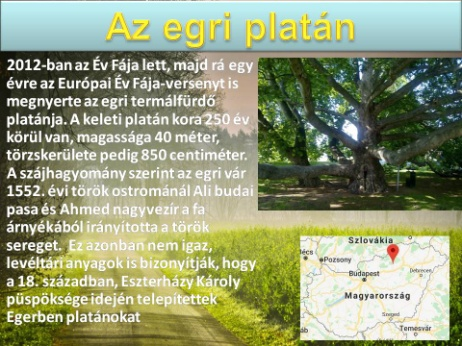 Az egri platán
2012-ban az Év Fája lett, majd rá egy
évre az Európai Év Fája-versenyt is
megnyerte az egri termálfürdő
platánja. A keleti platán kora 250 év
körül van, magassága 40 méter,
törzskerülete pedig 850 centiméter.
A szájhagyomány szerint az egri vár
1552. évi török ostrománál Ali budai
pasa és Ahmed nagyvezír a fa
árnyékából irányította a török
sereget. Ez azonban nem igaz,
levéltári anyagok is bizonyítják, hogy
a 18. században, Eszterházy Károly
püspöksége idején telepítettek
Egerben platánokat
Szlovákia
Bécs
Pozsony
Budapest
Debrecen
Magyarország
Temesvár